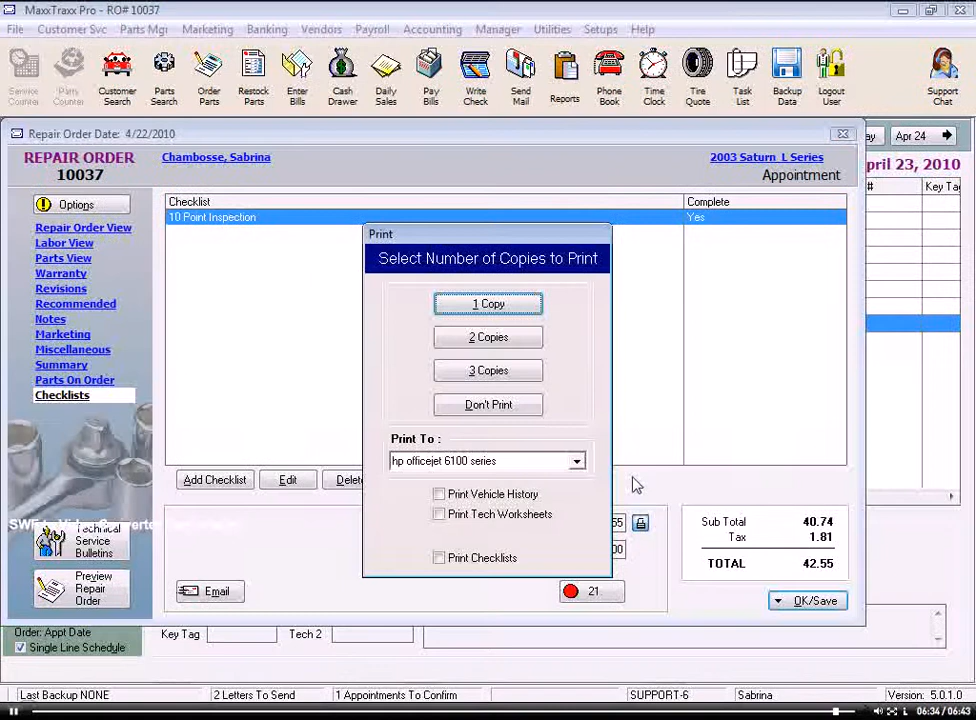 MaxxTraxx Pro - RO# 10037
File Customer Svc Parts Mgmt Marketing Banking Vendors Payroll Accounting Manager Utilities Setups Help
Service Counter Parts Counter Customer Search Parts Search Order Parts Restock Parts Enter Bills Cash Drawer Daily Sales Pay Bills Write Check Send Mail Reports Phone Book Time Clock Tire Quote Task List Backup Data Logout User Support Chat
Repair Order Date: 4/22/2010
Apr 24
REPAIR ORDER
10037
Chambosse, Sabrina
2003 Saturn L Series
Appointment
April 23, 2010
# Key Tag
Options
Repair Order View
Labor View
Parts View
Warranty
Revisions
Recommended
Notes
Marketing
Miscellaneous
Summary
Parts On Order
Checklists
Checklist Complete
10 Point Inspection Yes
Print
Select Number of Copies to Print
1 Copy
2 Copies
3 Copies
Don't Print
Print To :
hp officejet 6100 series
Print Vehicle History
Print Tech Worksheets
Print Checklists
Add Checklist Edit Delete
Technical Service Bulletins
Preview Repair Order
Email
21
Sub Total 40.74
Tax 1.81
TOTAL 42.55
OK/Save
Order: Appt Date
Single Line Schedule
Key Tag Tech 2
Last Backup NONE 2 Letters To Send 1 Appointments To Confirm SUPPORT-6 Sabrina Version: 5.0.1.0
06:34 / 06:43